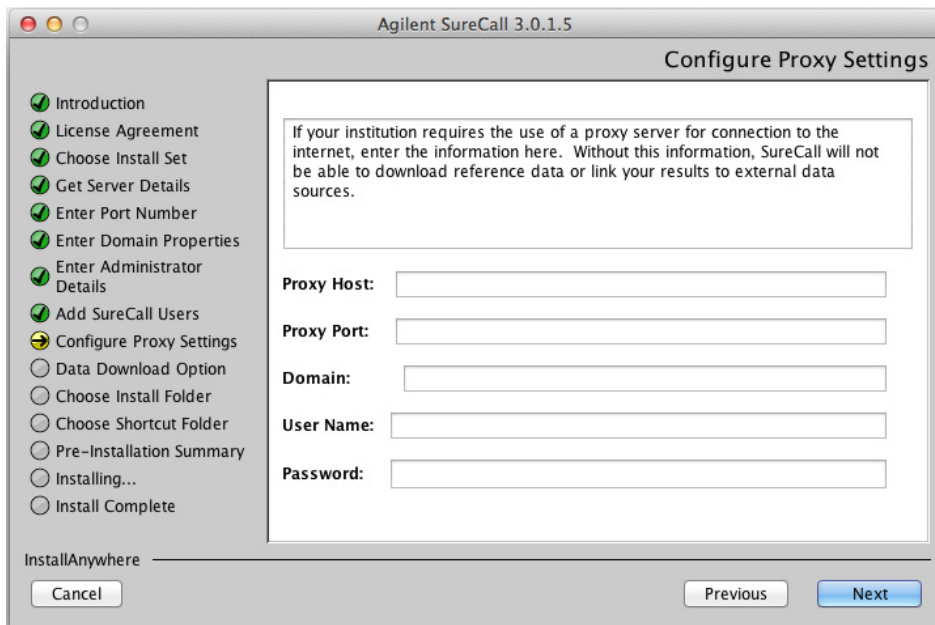 Agilent SureCall 3.0.1.5
Configure Proxy Settings
Introduction
License Agreement
Choose Install Set
Get Server Details
Enter Port Number
Enter Domain Properties
Enter Administrator
Details
Add SureCall Users
Configure Proxy Settings
Data Download Option
Choose Install Folder
Choose Shortcut Folder
Pre-Installation Summary
Installing...
Install Complete
If your institution requires the use of a proxy server for connection to the
internet, enter the information here.  Without this information, SureCall will not
be able to download reference data or link your results to external data
sources.
Proxy Host:
Proxy Port:
Domain:
User Name:
Password:
InstallAnywhere
Cancel
Previous
Next